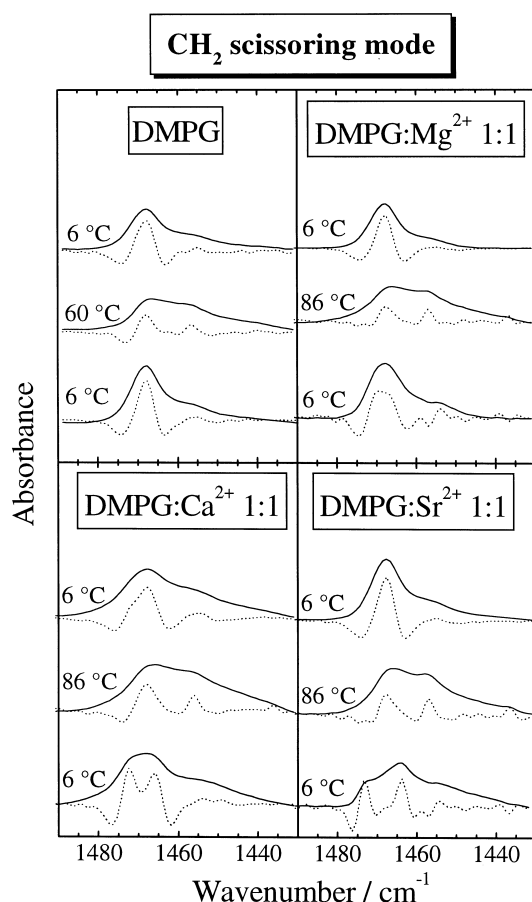 CH₂ scissoring mode
DMPG
DMPG:Mg²⁺ 1:1
6 °C
6 °C
60 °C
86 °C
6 °C
6 °C
Absorbance
DMPG:Ca²⁺ 1:1
DMPG:Sr²⁺ 1:1
6 °C
6 °C
86 °C
86 °C
6 °C
6 °C
1480 1460 1440 1480 1460 1440
Wavenumber / cm⁻¹